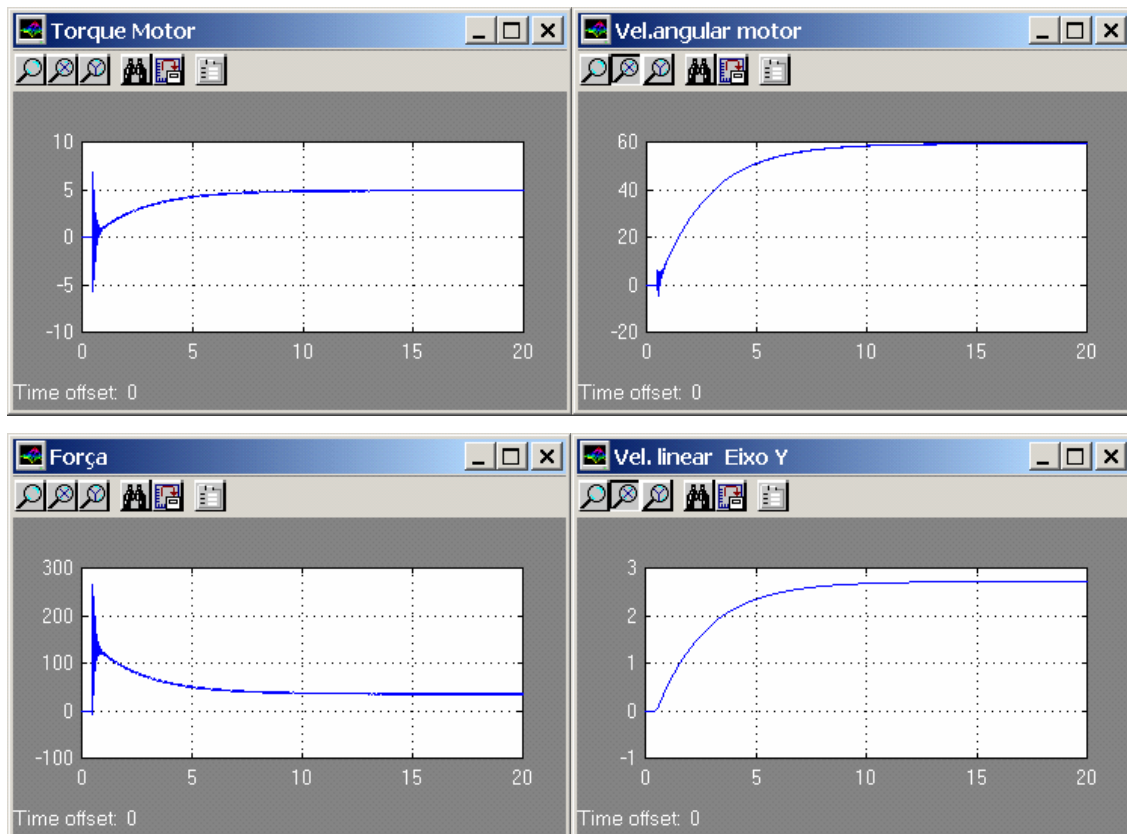 Torque Motor
10
5
0
-5
-10
0 5 10 15 20
Time offset: 0
Vel.angular motor
60
40
20
0
-20
0 5 10 15 20
Time offset: 0
Força
300
200
100
0
-100
0 5 10 15 20
Time offset: 0
Vel. linear Eixo Y
3
2
1
0
-1
0 5 10 15 20
Time offset: 0